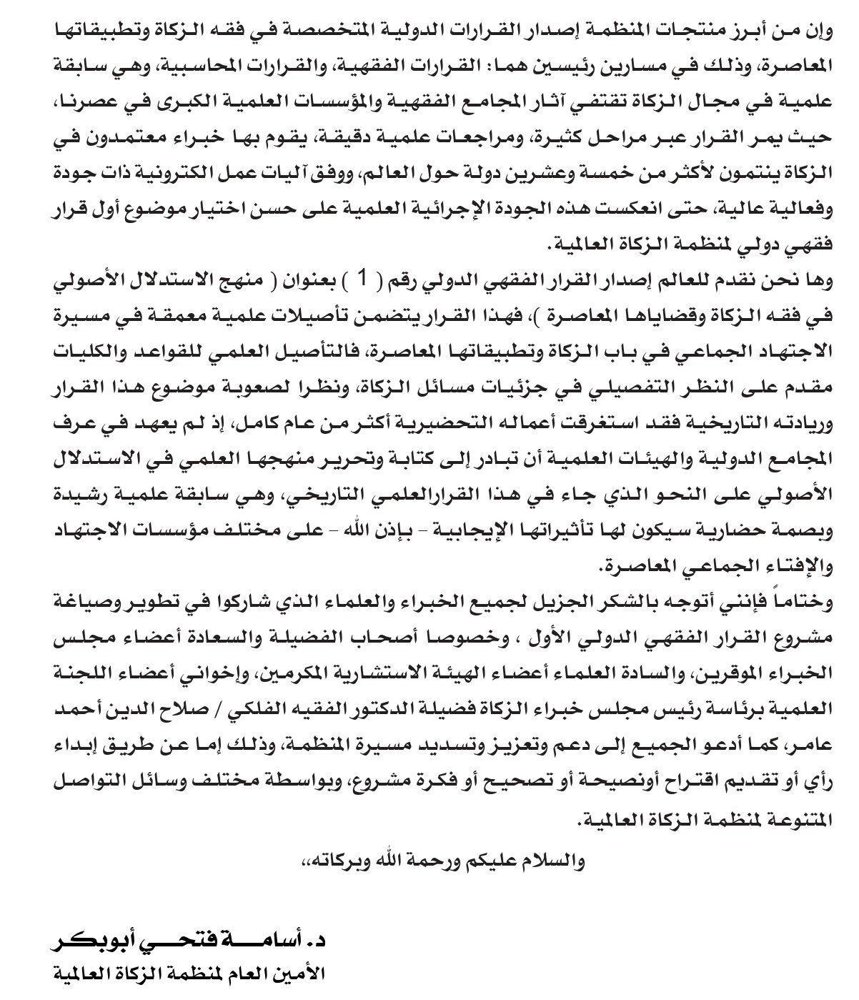 وإن من أبرز منتجات المنظمة إصدار القرارات الدولية المتخصصة في فقه الزكاة وتطبيقاتها
المعاصرة، وذلك في مسارين رئيسين هما: القرارات الفقهية، والقرارات المحاسبية، وهي سابقة
علمية في مجال الزكاة تقتفي آثار المجامع الفقهية والمؤسسات العلمية الكبرى في عصرنا،
حيث يمر القرار عبر مراحل كثيرة، ومراجعات علمية دقيقة، يقوم بها خبراء معتمدون في
الزكاة ينتمون لأكثر من خمسة وعشرين دولة حول العالم، ووفق آليات عمل الكترونية ذات جودة
وفعالية عالية، حتى انعكست هذه الجودة الإجرائية العلمية على حسن اختيار موضوع أول قرار
فقهي دولي لمنظمة الزكاة العالمية.
وها نحن نقدم للعالم إصدار القرار الفقهي الدولي رقم ( 1 ) بعنوان ( منهج الاستدلال الأصولي
في فقه الزكاة وقضاياها المعاصرة )، فهذا القرار يتضمن تأصيلات علمية معمقة في مسيرة
الاجتهاد الجماعي في باب الزكاة وتطبيقاتها المعاصرة، فالتأصيل العلمي للقواعد والكليات
مقدم على النظر التفصيلي في جزئيات مسائل الزكاة، ونظرا لصعوبة موضوع هذا القرار
وريادته التاريخية فقد استغرقت أعماله التحضيرية أكثر من عام كامل، إذ لم يعهد في عرف
المجامع الدولية والهيئات العلمية أن تبادر إلى كتابة وتحرير منهجها العلمي في الاستدلال
الأصولي على النحو الذي جاء في هذا القرارالعلمي التاريخي، وهي سابقة علمية رشيدة
وبصمة حضارية سيكون لها تأثيراتها الإيجابية – بإذن الله – على مختلف مؤسسات الاجتهاد
والإفتاء الجماعي المعاصرة.
وختاماً فإنني أتوجه بالشكر الجزيل لجميع الخبراء والعلماء الذي شاركوا في تطوير وصياغة
مشروع القرار الفقهي الدولي الأول ، وخصوصا أصحاب الفضيلة والسعادة أعضاء مجلس
الخبراء الموقرين، والسادة العلماء أعضاء الهيئة الاستشارية المكرمين، وإخواني أعضاء اللجنة
العلمية برئاسة رئيس مجلس خبراء الزكاة فضيلة الدكتور الفقيه الفلكي / صلاح الدين أحمد
عامر، كما أدعو الجميع إلى دعم وتعزيز وتسديد مسيرة المنظمة، وذلك إما عن طريق إبداء
رأي أو تقديم اقتراح أونصيحة أو تصحيح أو فكرة مشروع، وبواسطة مختلف وسائل التواصل
المتنوعة لمنظمة الزكاة العالمية.
والسلام عليكم ورحمة الله وبركاته،،
د. أسامة فتحي أبوبكر
الأمين العام لمنظمة الزكاة العالمية